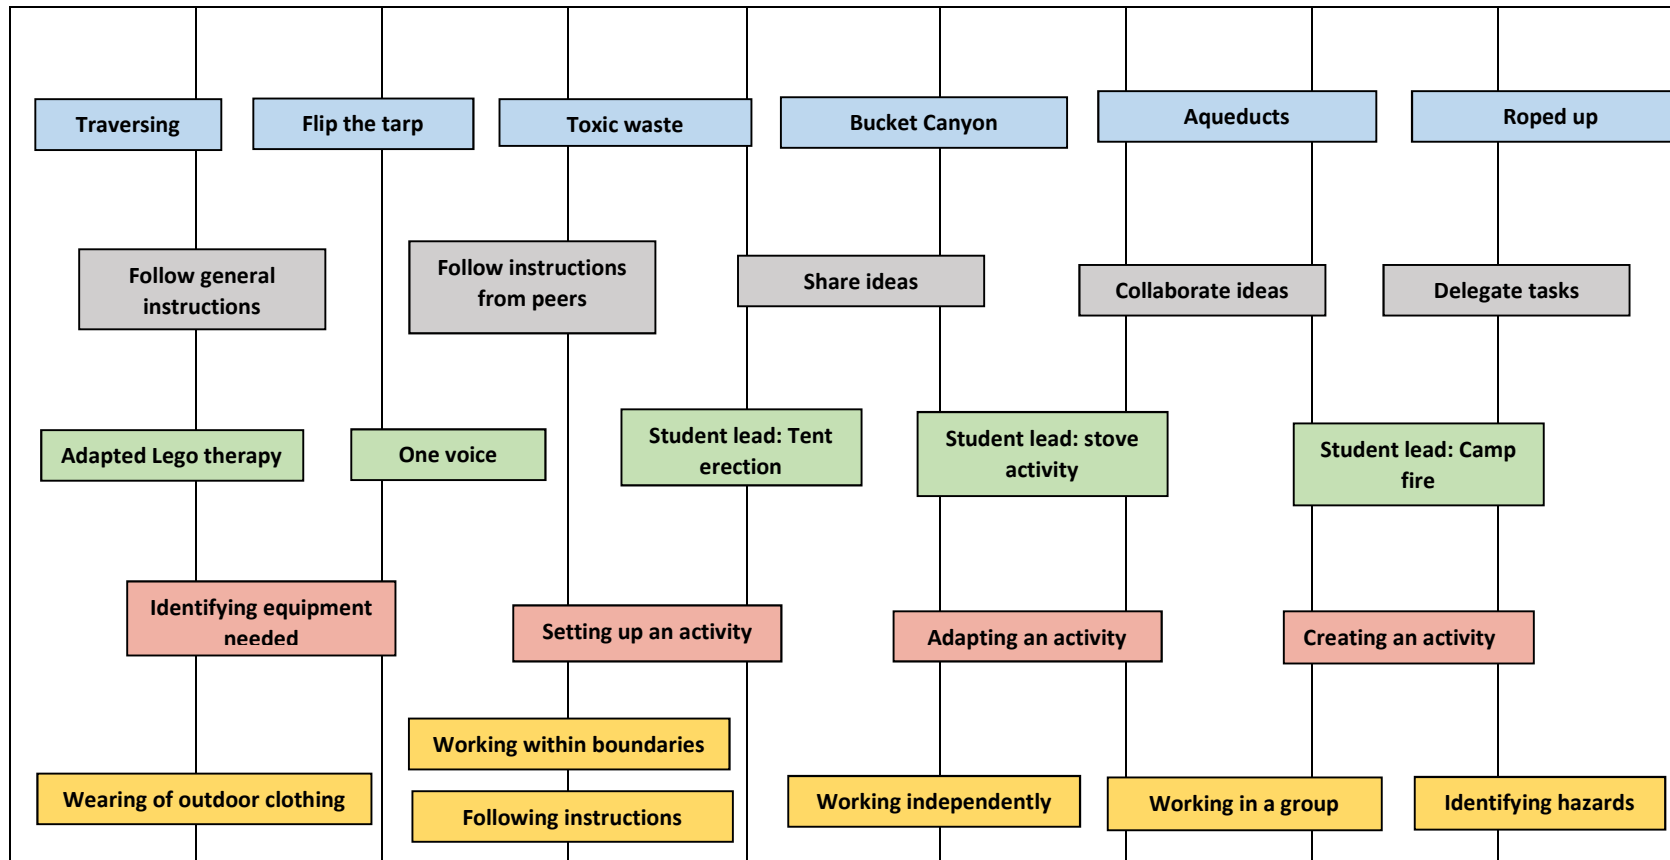 Traversing
Flip the tarp
Toxic waste
Bucket Canyon
Aqueducts
Roped up
Follow general
instructions
Follow instructions
from peers
Share ideas
Collaborate ideas
Delegate tasks
Adapted Lego therapy
One voice
Student lead: Tent
erection
Student lead: stove
activity
Student lead: Camp
fire
Identifying equipment
needed
Setting up an activity
Adapting an activity
Creating an activity
Working within boundaries
Wearing of outdoor clothing
Following instructions
Working independently
Working in a group
Identifying hazards